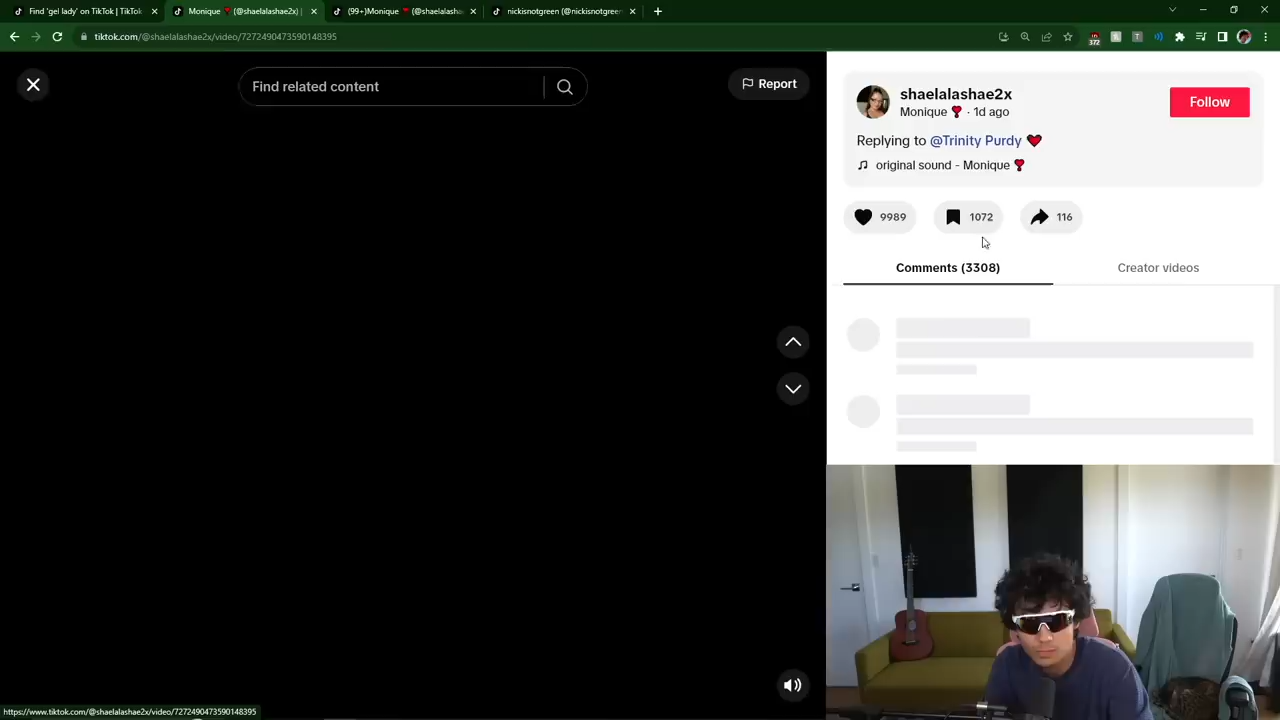 Find 'gel lady' on TikTok | TikTok
Monique ❣ (@shaelalashae2x) |
(99+)Monique ❣ (@shaelalasha
nickisnotgreen (@nickisnotgreen
tiktok.com/@shaelalashae2x/video/7272490473590148395
372
Find related content
Report
shaelalashae2x
Monique ❣ · 1d ago
Follow
Replying to @Trinity Purdy ❤
♫ original sound - Monique ❣
9989
1072
116
Comments (3308)
Creator videos
https://www.tiktok.com/@shaelalashae2x/video/7272490473590148395